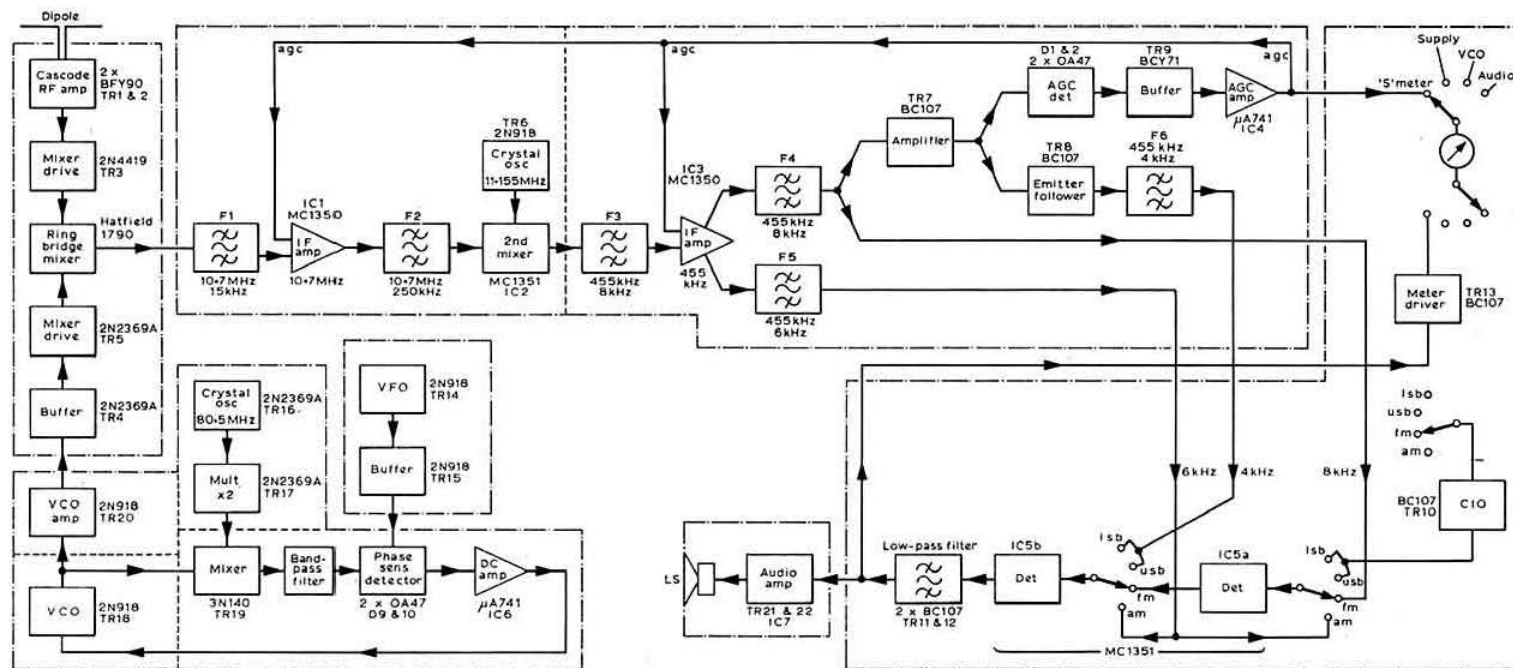 Dipole
Cascode
RF amp
2 x
BFY90
TR1 & 2
Mixer
drive
2N4419
TR3
Ring
bridge
mixer
Hatfield
1790
Mixer
drive
2N2369A
TR5
Buffer
2N2369A
TR4
VCO
amp
2N918
TR20
VCO
2N918
TR18
agc
F1
10•7MHz
15kHz
IC1
MC1350
IF
amp
10•7MHz
F2
10•7MHz
250kHz
TR6
2N918
Crystal
osc
11•155MHz
2nd
mixer
MC1351
IC2
F3
455kHz
8kHz
agc
IC3
MC1350
IF
amp
455
kHz
F4
455kHz
8kHz
F5
455kHz
6kHz
TR7
BC107
Amplifier
D1 & 2
2 x OA47
AGC
det
TR9
BCY71
Buffer
agc
AGC
amp
µA741
IC4
TR8
BC107
Emitter
follower
F6
455 kHz
4kHz
Supply
VCO
Audio
'S'meter
Meter
driver
TR13
BC107
Crystal
osc
80•5MHz
2N2369A
TR16
Mult
x2
2N2369A
TR17
VFO
2N918
TR14
Buffer
2N918
TR15
Mixer
3N140
TR19
Band-
pass
filter
Phase
sens
detector
2 x OA47
D9 & 10
DC
amp
µA741
IC6
LS
Audio
amp
TR21 & 22
IC7
Low-pass filter
2 x BC107
TR11 & 12
IC5b
Det
6kHz
4kHz
8kHz
lsb
usb
fm
am
IC5a
Det
lsb
usb
fm
am
MC1351
lsb
usb
fm
am
BC107
TR10
CIO